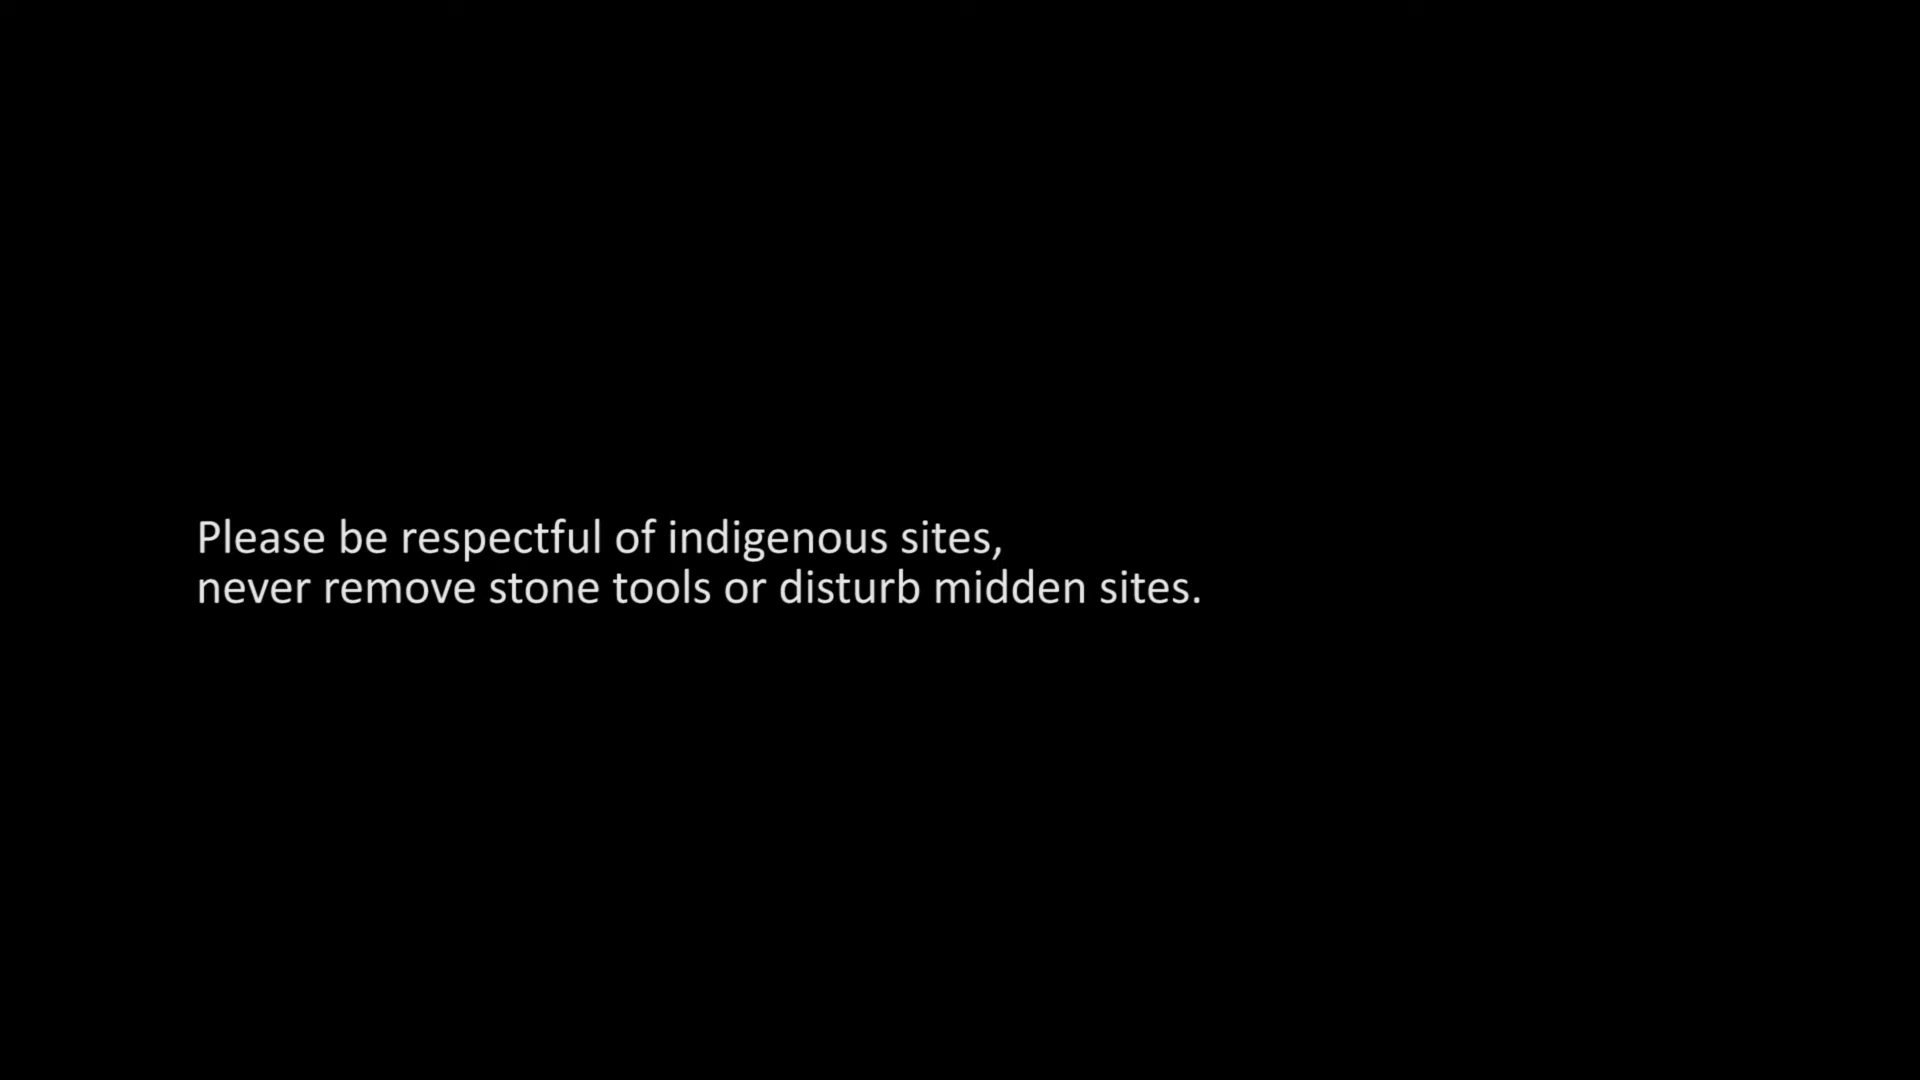 Please be respectful of indigenous sites,
never remove stone tools or disturb midden sites.